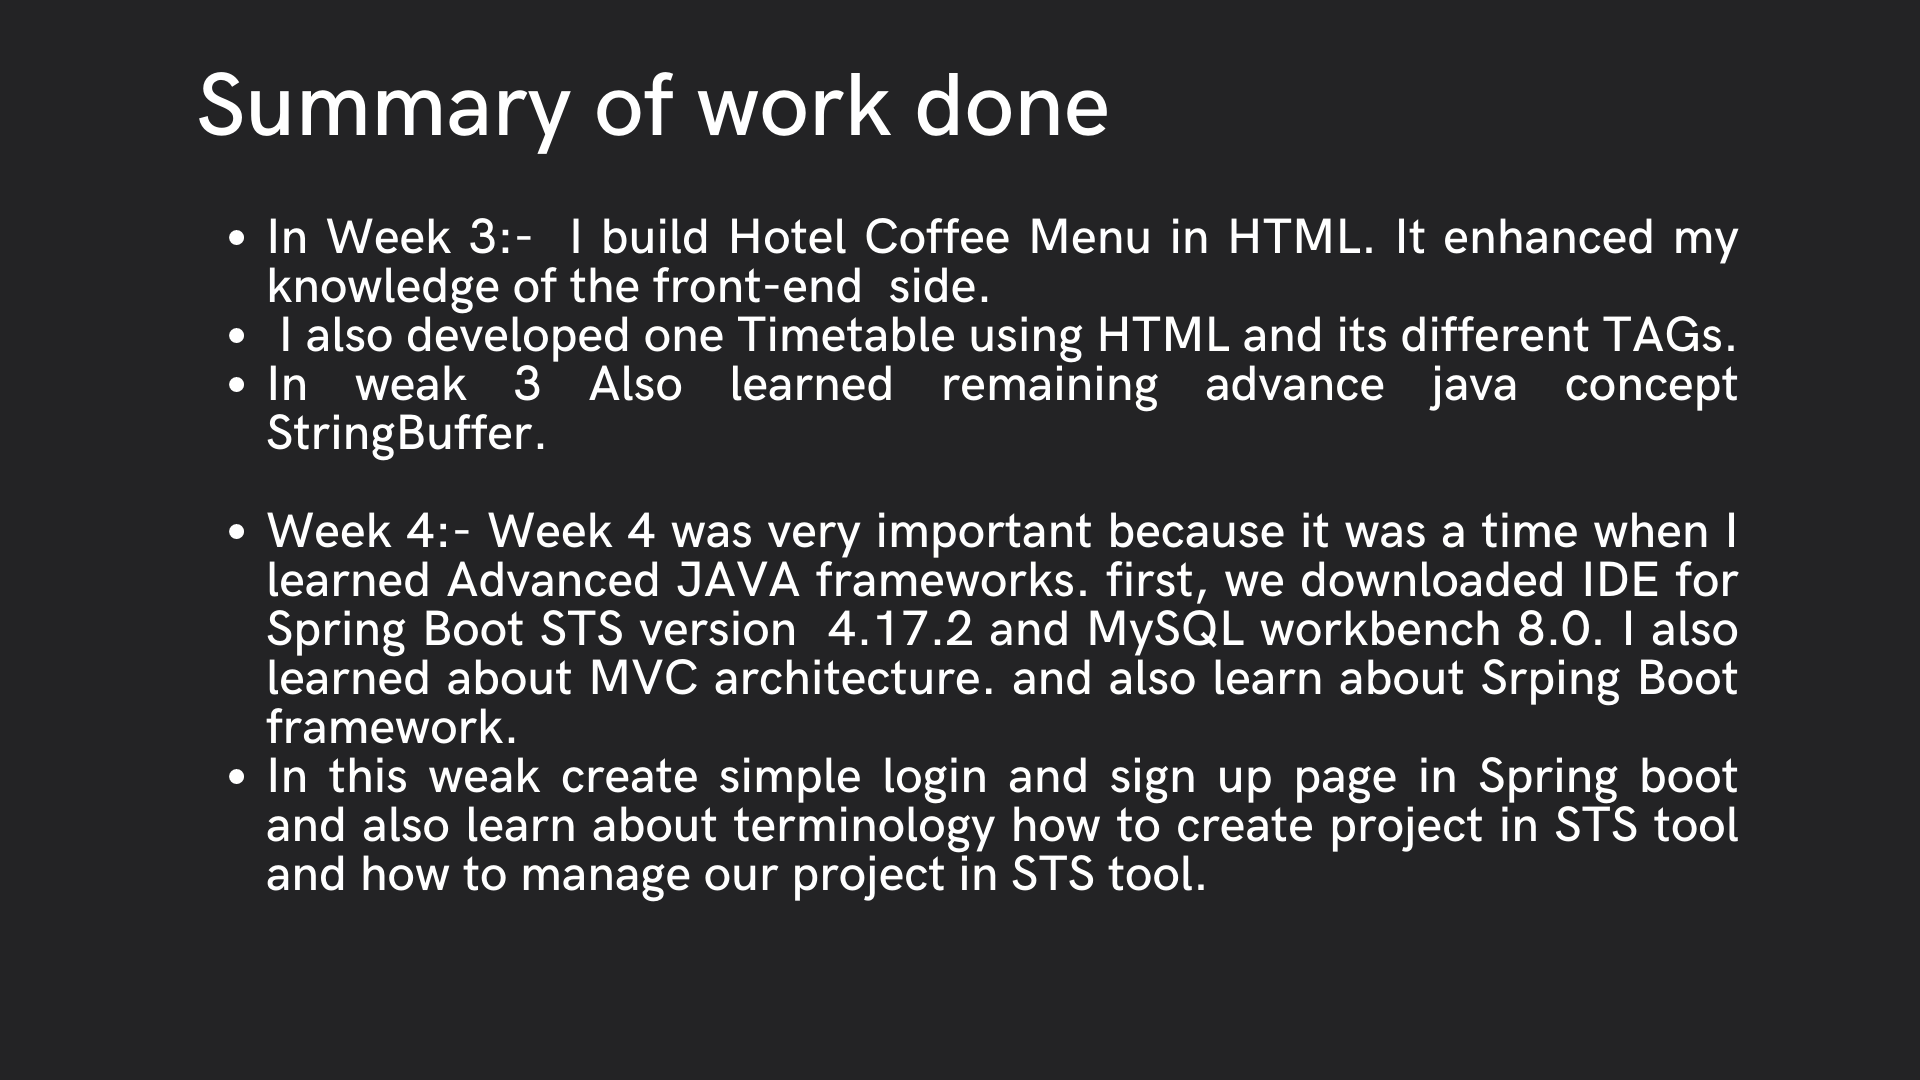 Summary of work done
• In Week 3:-  I build Hotel Coffee Menu in HTML. It enhanced my
knowledge of the front-end  side.
•  I also developed one Timetable using HTML and its different TAGs.
• In weak 3 Also learned remaining advance java concept
StringBuffer.
• Week 4:- Week 4 was very important because it was a time when I
learned Advanced JAVA frameworks. first, we downloaded IDE for
Spring Boot STS version  4.17.2 and MySQL workbench 8.0. I also
learned about MVC architecture. and also learn about Srping Boot
framework.
• In this weak create simple login and sign up page in Spring boot
and also learn about terminology how to create project in STS tool
and how to manage our project in STS tool.